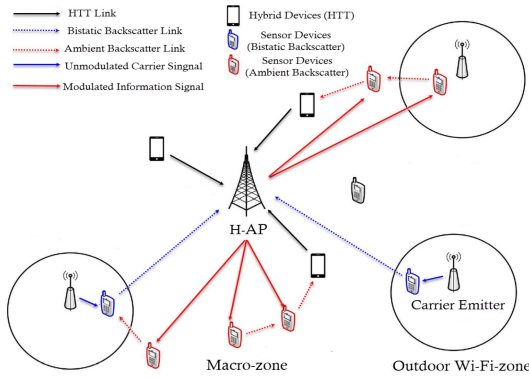 HTT Link
Bistatic Backscatter Link
Ambient Backscatter Link
Unmodulated Carrier Singnal
Modulated Information Signal
Hybrid Devices (HTT)
Sensor Devices
(Bistatic Backscatter)
Sensor Devices
(Ambient Backscatter)
H-AP
Carrier Emitter
Macro-zone
Outdoor Wi-Fi-zone